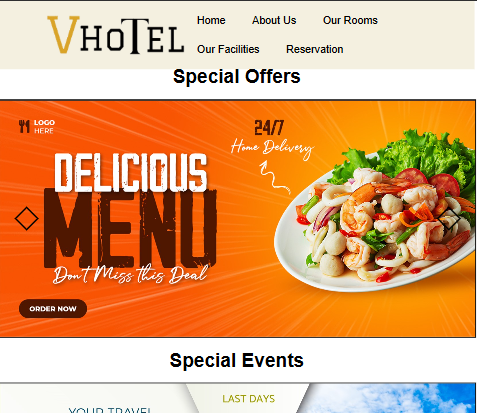 VHOTEL
Home About Us Our Rooms
Our Facilities Reservation
Special Offers
LOGO
HERE
24/7
Home Delivery
DELICIOUS
MENU
Don't Miss this Deal
ORDER NOW
Special Events
LAST DAYS
YOUR TRAVEL